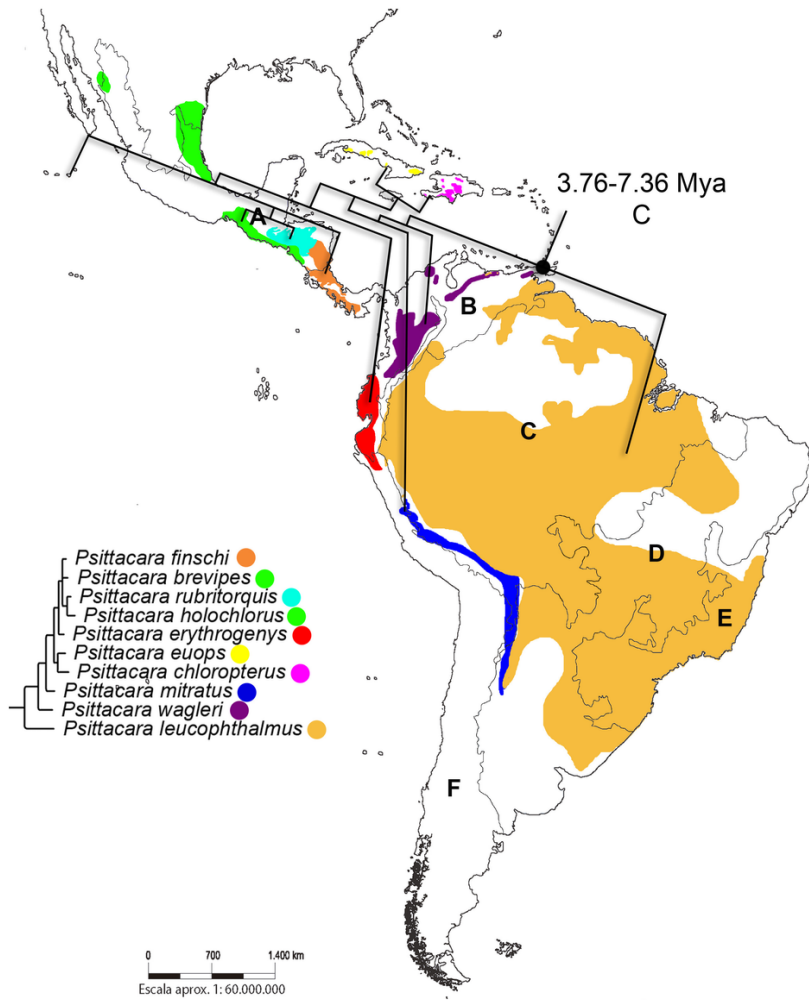 3.76-7.36 Mya
C
A
B
C
D
E
F
Psittacara finschi
Psittacara brevipes
Psittacara rubritorquis
Psittacara holochlorus
Psittacara erythrogenys
Psittacara euops
Psittacara chloropterus
Psittacara mitratus
Psittacara wagleri
Psittacara leucophthalmus
0 700 1.400 km
Escala aprox. 1: 60.000.000